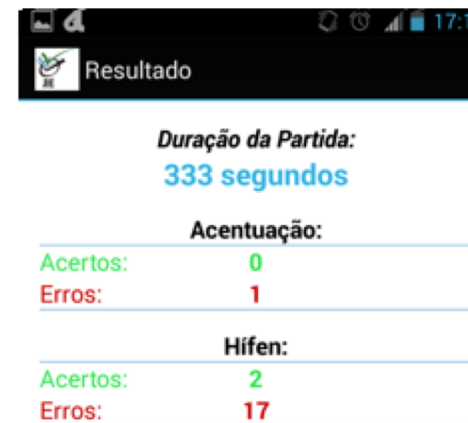 17:1
Resultado
Duração da Partida:
333 segundos
Acentuação:
Acertos: 0
Erros: 1
Hífen:
Acertos: 2
Erros: 17